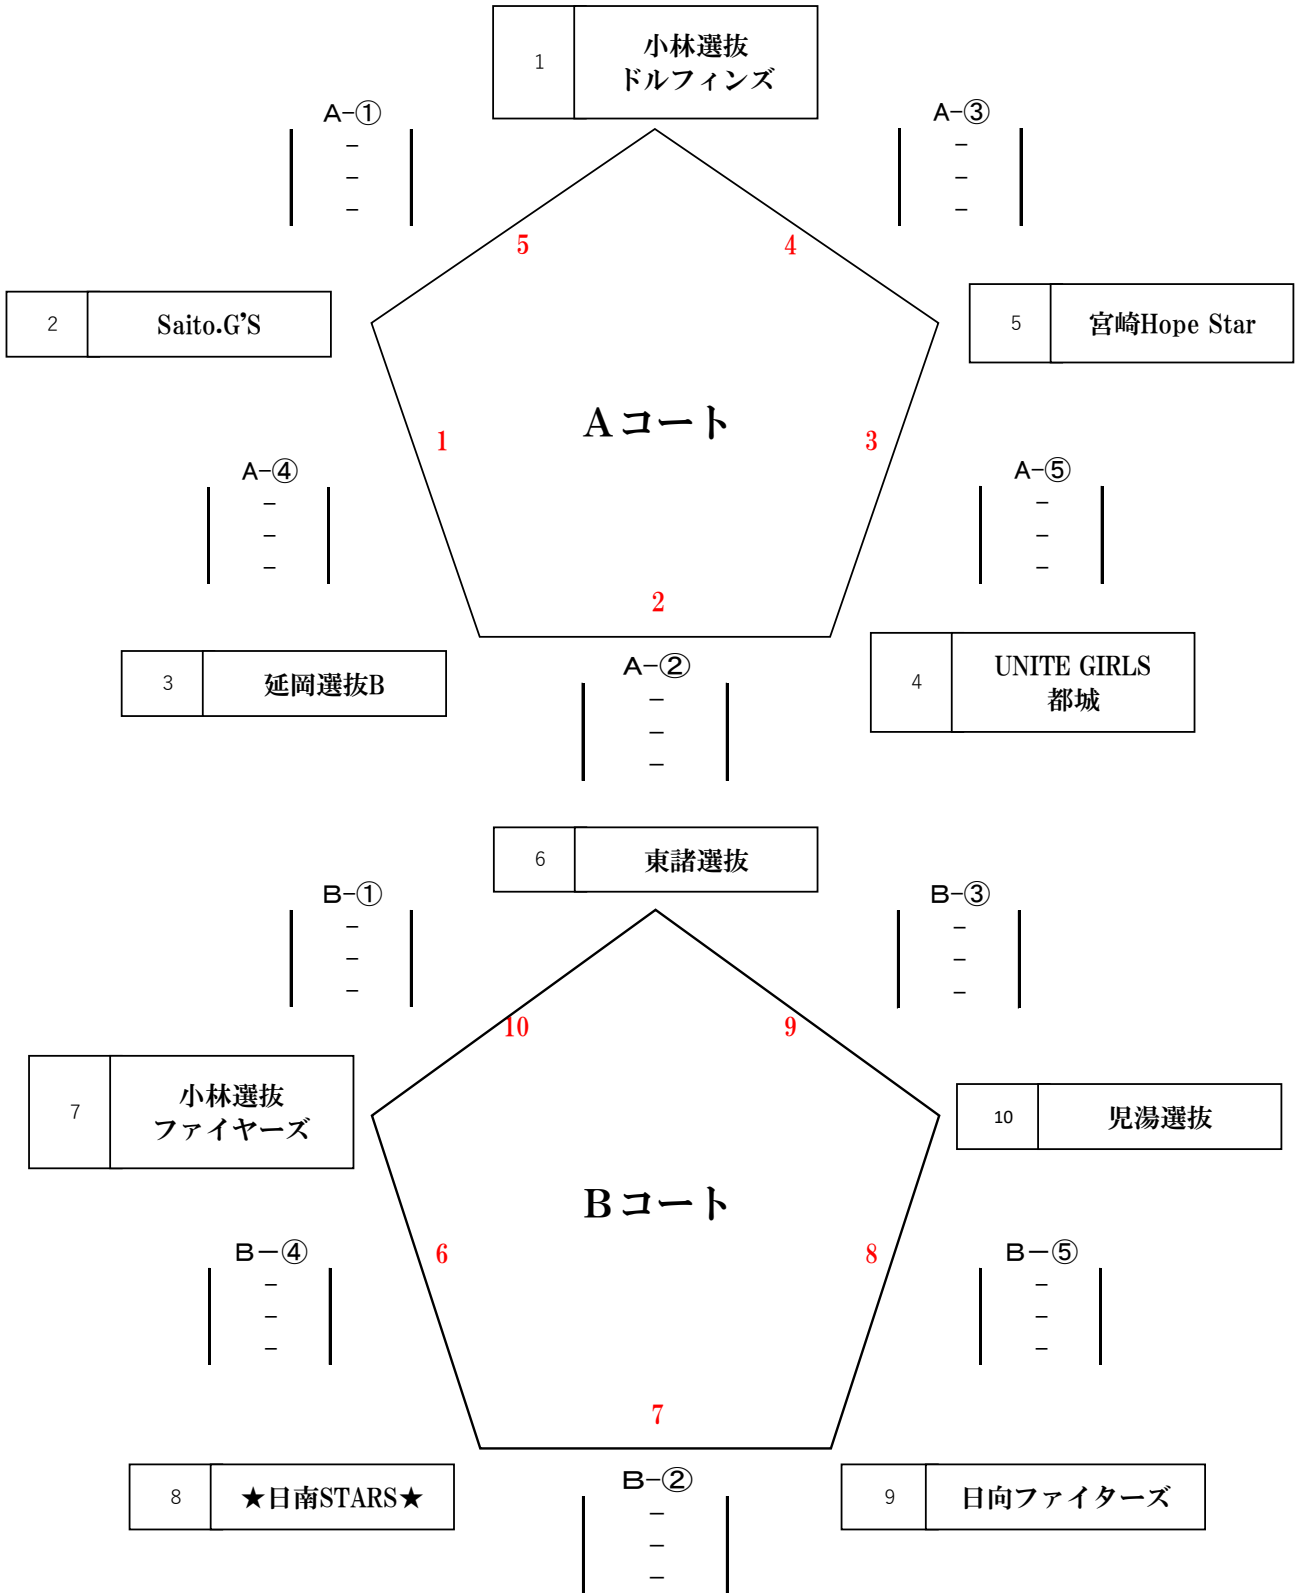 1
小林選抜
ドルフィンズ
A-①
A-③
-
-
-
-
-
-
5
4
2
Saito.G’S
5
宮崎Hope Star
Aコート
1
3
A-④
A-⑤
-
-
-
-
-
-
2
3
延岡選抜B
A-②
4
UNITE GIRLS
都城
-
-
-
6
東諸選抜
B-①
B-③
-
-
-
-
-
-
10
9
7
小林選抜
ファイヤーズ
10
児湯選抜
Bコート
6
8
B-④
B-⑤
-
-
-
-
-
-
7
8
★日南STARS★
B-②
9
日向ファイターズ
-
-
-